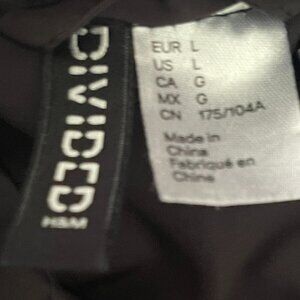 DIVIDED
H&M
EUR L
US L
CA G
MX G
CN 175/104A
Made in
China
Fabriqué en
Chine